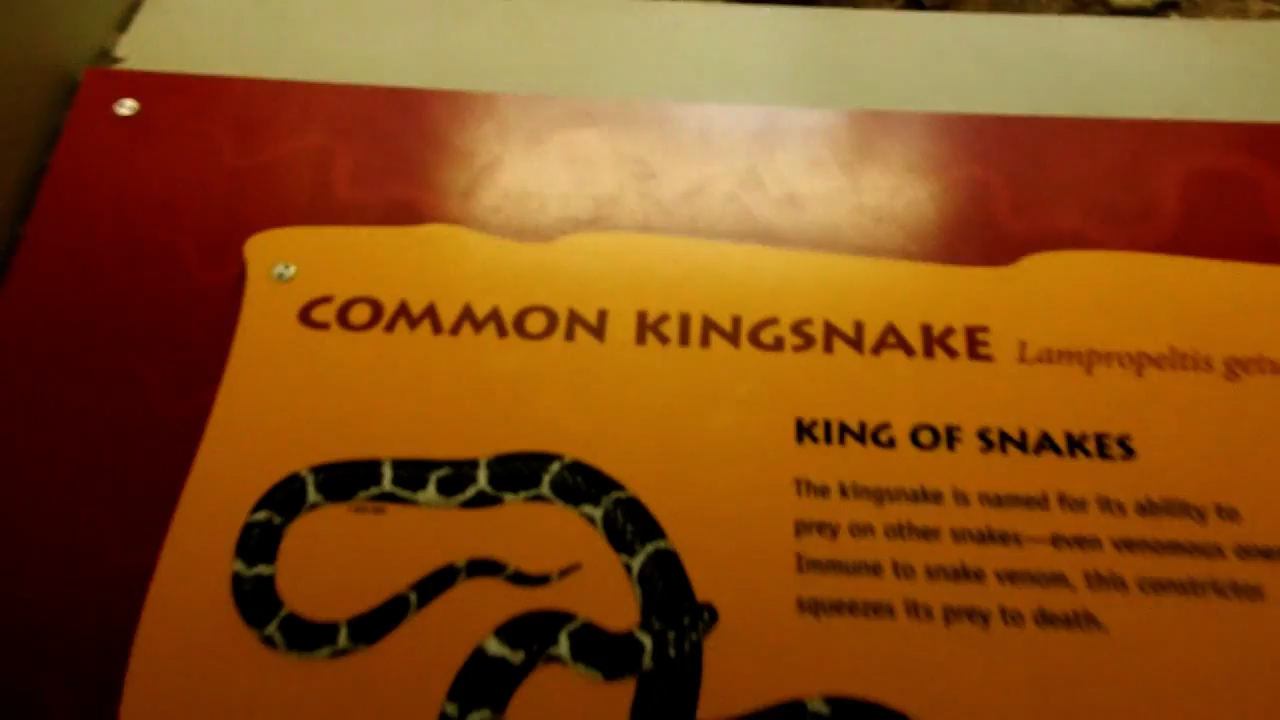 COMMON KINGSNAKE Lampropeltis
KING OF SNAKES
The kingsnake is named for its ability to
prey on other snakes—even venomous
Immune to snake venom, this constrictor
squeezes its prey to death.